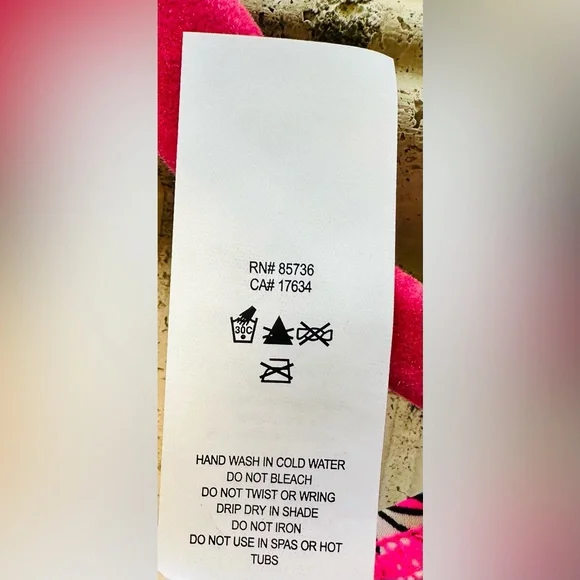 RN# 85736
CA# 17634
30C
HAND WASH IN COLD WATER
DO NOT BLEACH
DO NOT TWIST OR WRING
DRIP DRY IN SHADE
DO NOT IRON
DO NOT USE IN SPAS OR HOT
TUBS